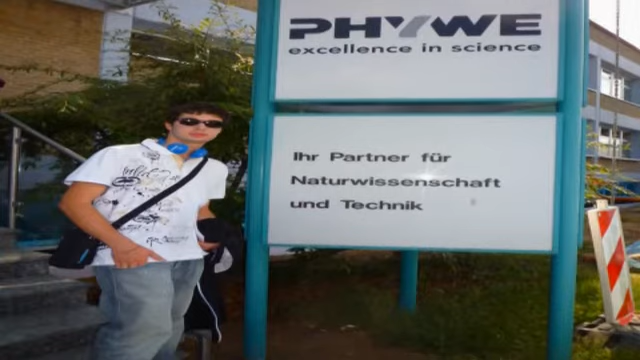 PHYWE
excellence in science
Ihr Partner für
Naturwissenschaft
und Technik